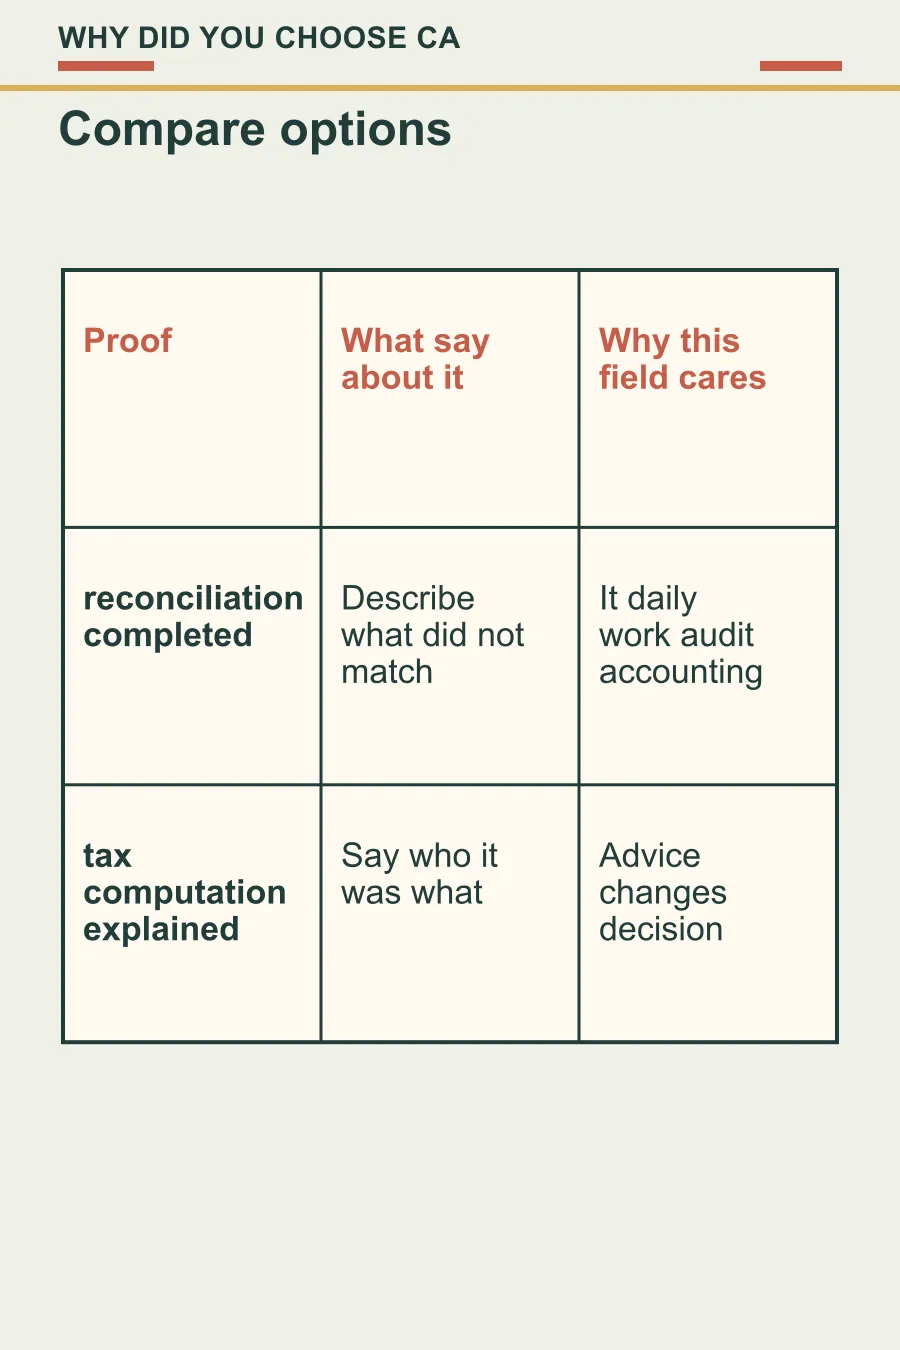 WHY DID YOU CHOOSE CA
Compare options
Proof
What say
about it
Why this
field cares
reconciliation
completed
Describe
what did not
match
It daily
work audit
accounting
tax
computation
explained
Say who it
was what
Advice
changes
decision